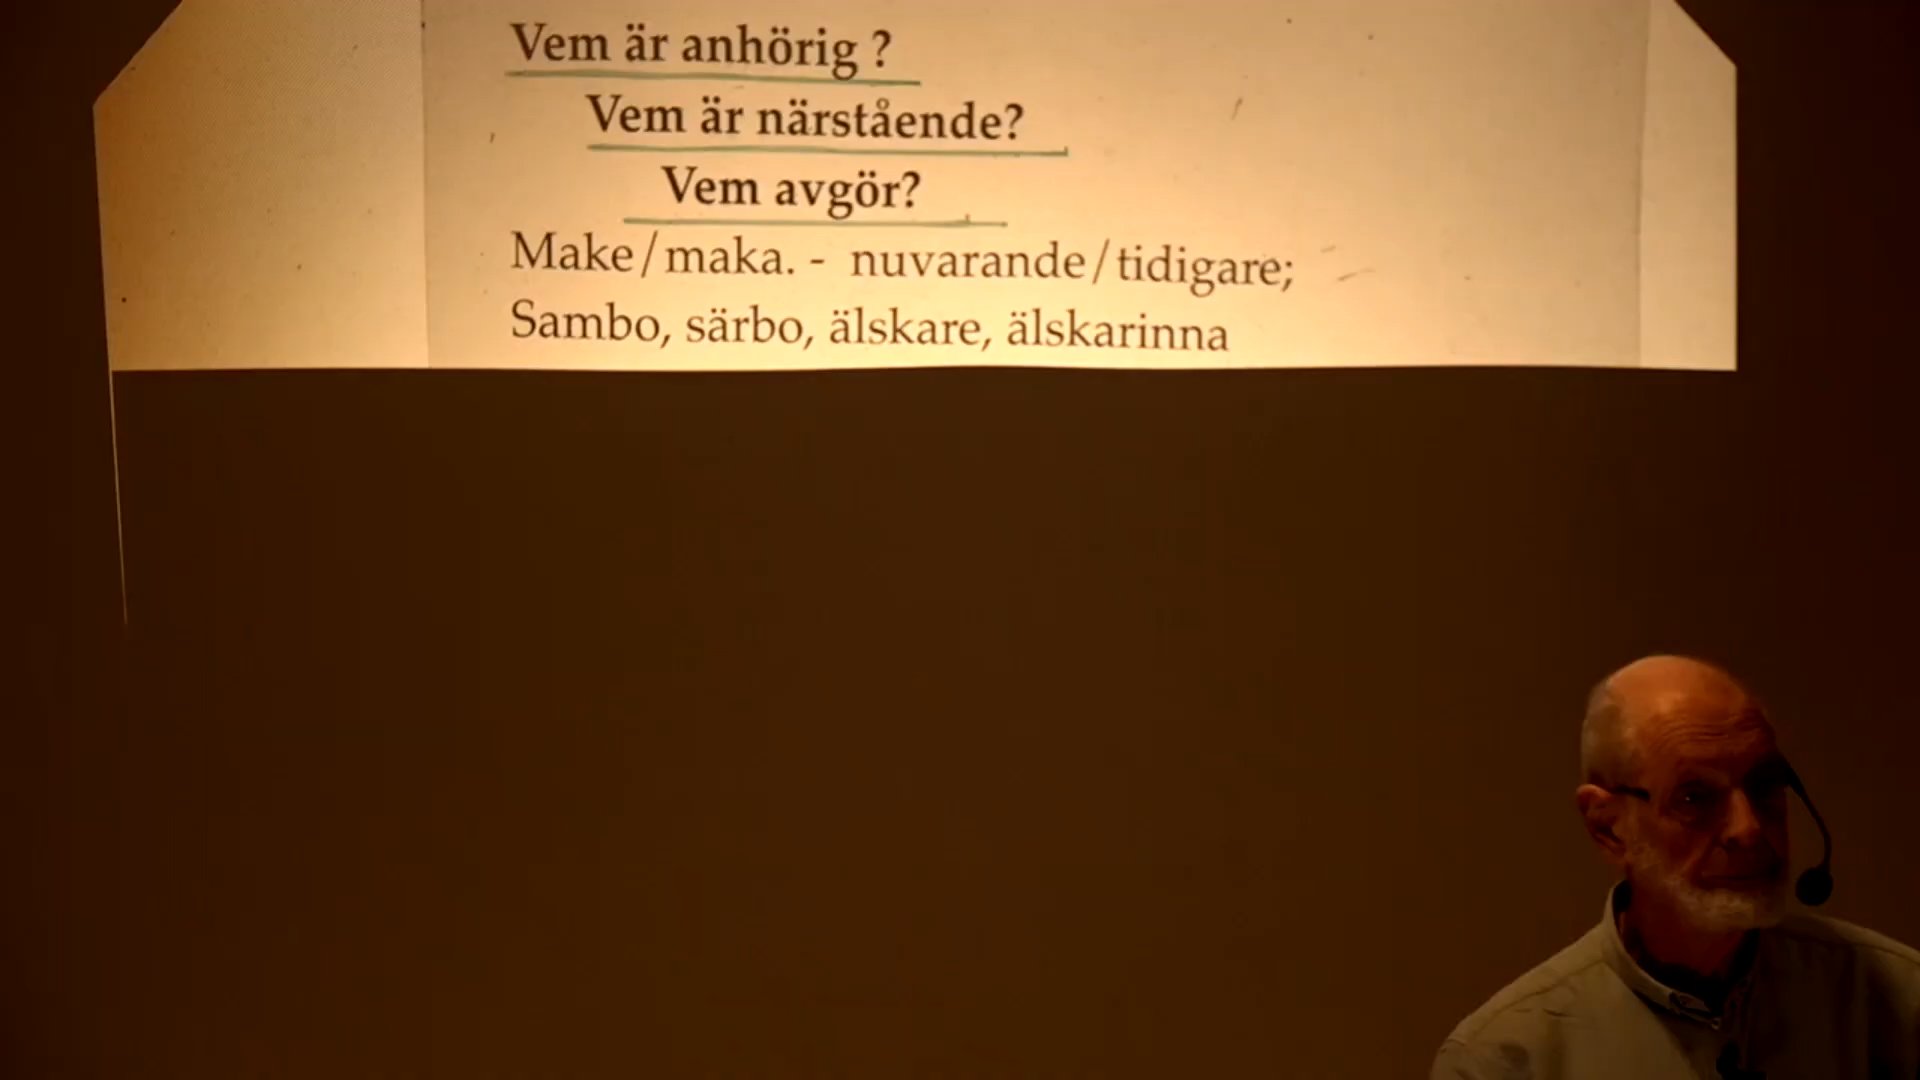 Vem är anhörig ?
Vem är närstående?
Vem avgör?
Make/maka. - nuvarande/tidigare;
Sambo, särbo, älskare, älskarinna